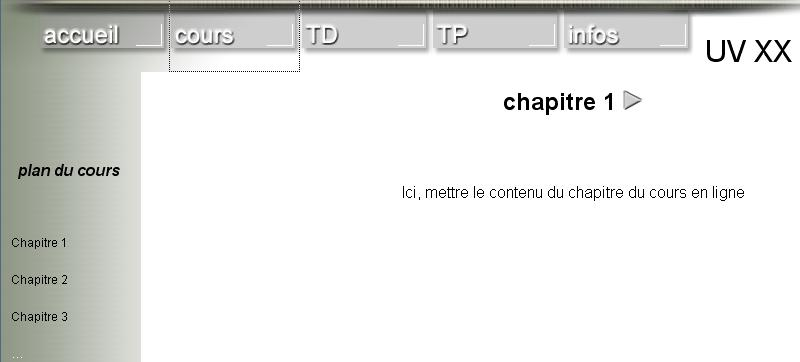 accueil cours TD TP infos
UV XX
chapitre 1
plan du cours
Ici, mettre le contenu du chapitre du cours en ligne
Chapitre 1
Chapitre 2
Chapitre 3
...